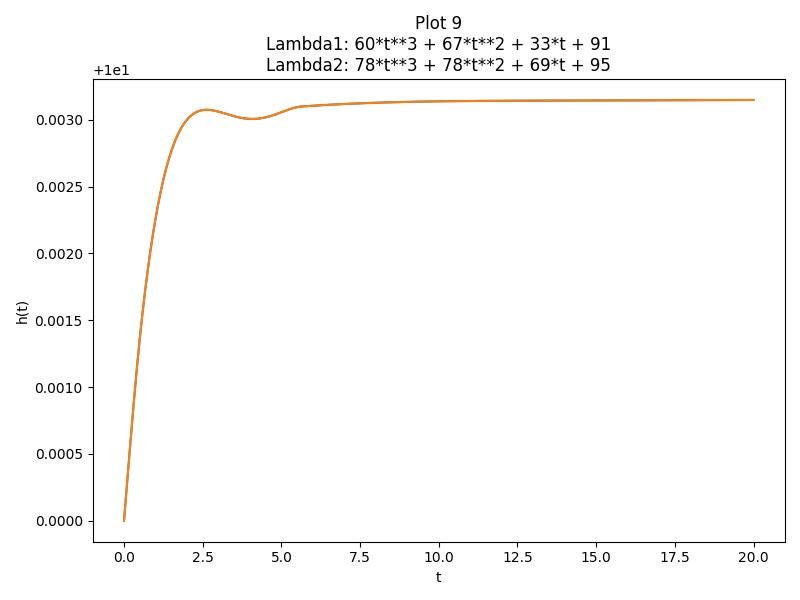 Plot 9
Lambda1: 60*t**3 + 67*t**2 + 33*t + 91
Lambda2: 78*t**3 + 78*t**2 + 69*t + 95
+1e1
0.0030
0.0025
0.0020
0.0015
0.0010
0.0005
0.0000
h(t)
0.0 2.5 5.0 7.5 10.0 12.5 15.0 17.5 20.0
t